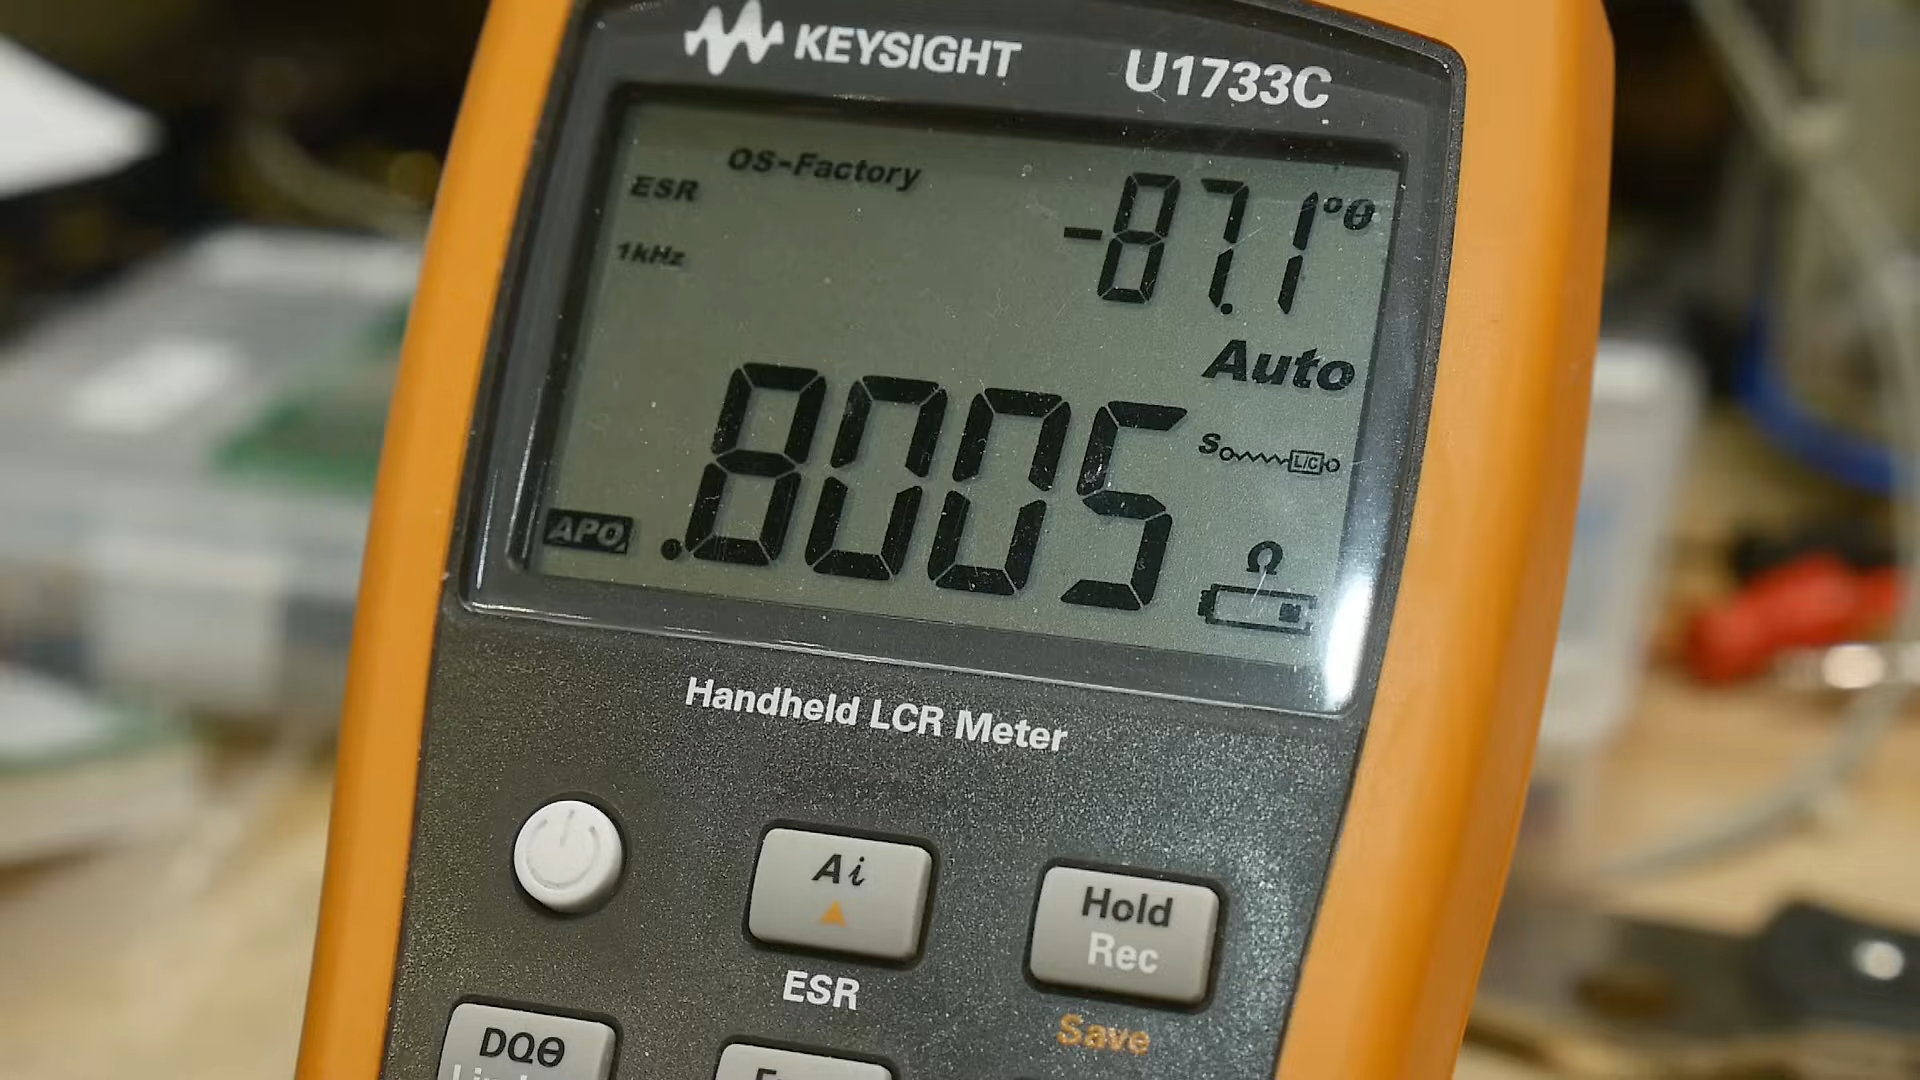 KEYSIGHT U1733C
OS-Factory
ESR
-87.1°θ
1kHz
Auto
.8005
S L/C
APO
Ω
Handheld LCR Meter
Ai
Hold
Rec
ESR
Save
DQθ